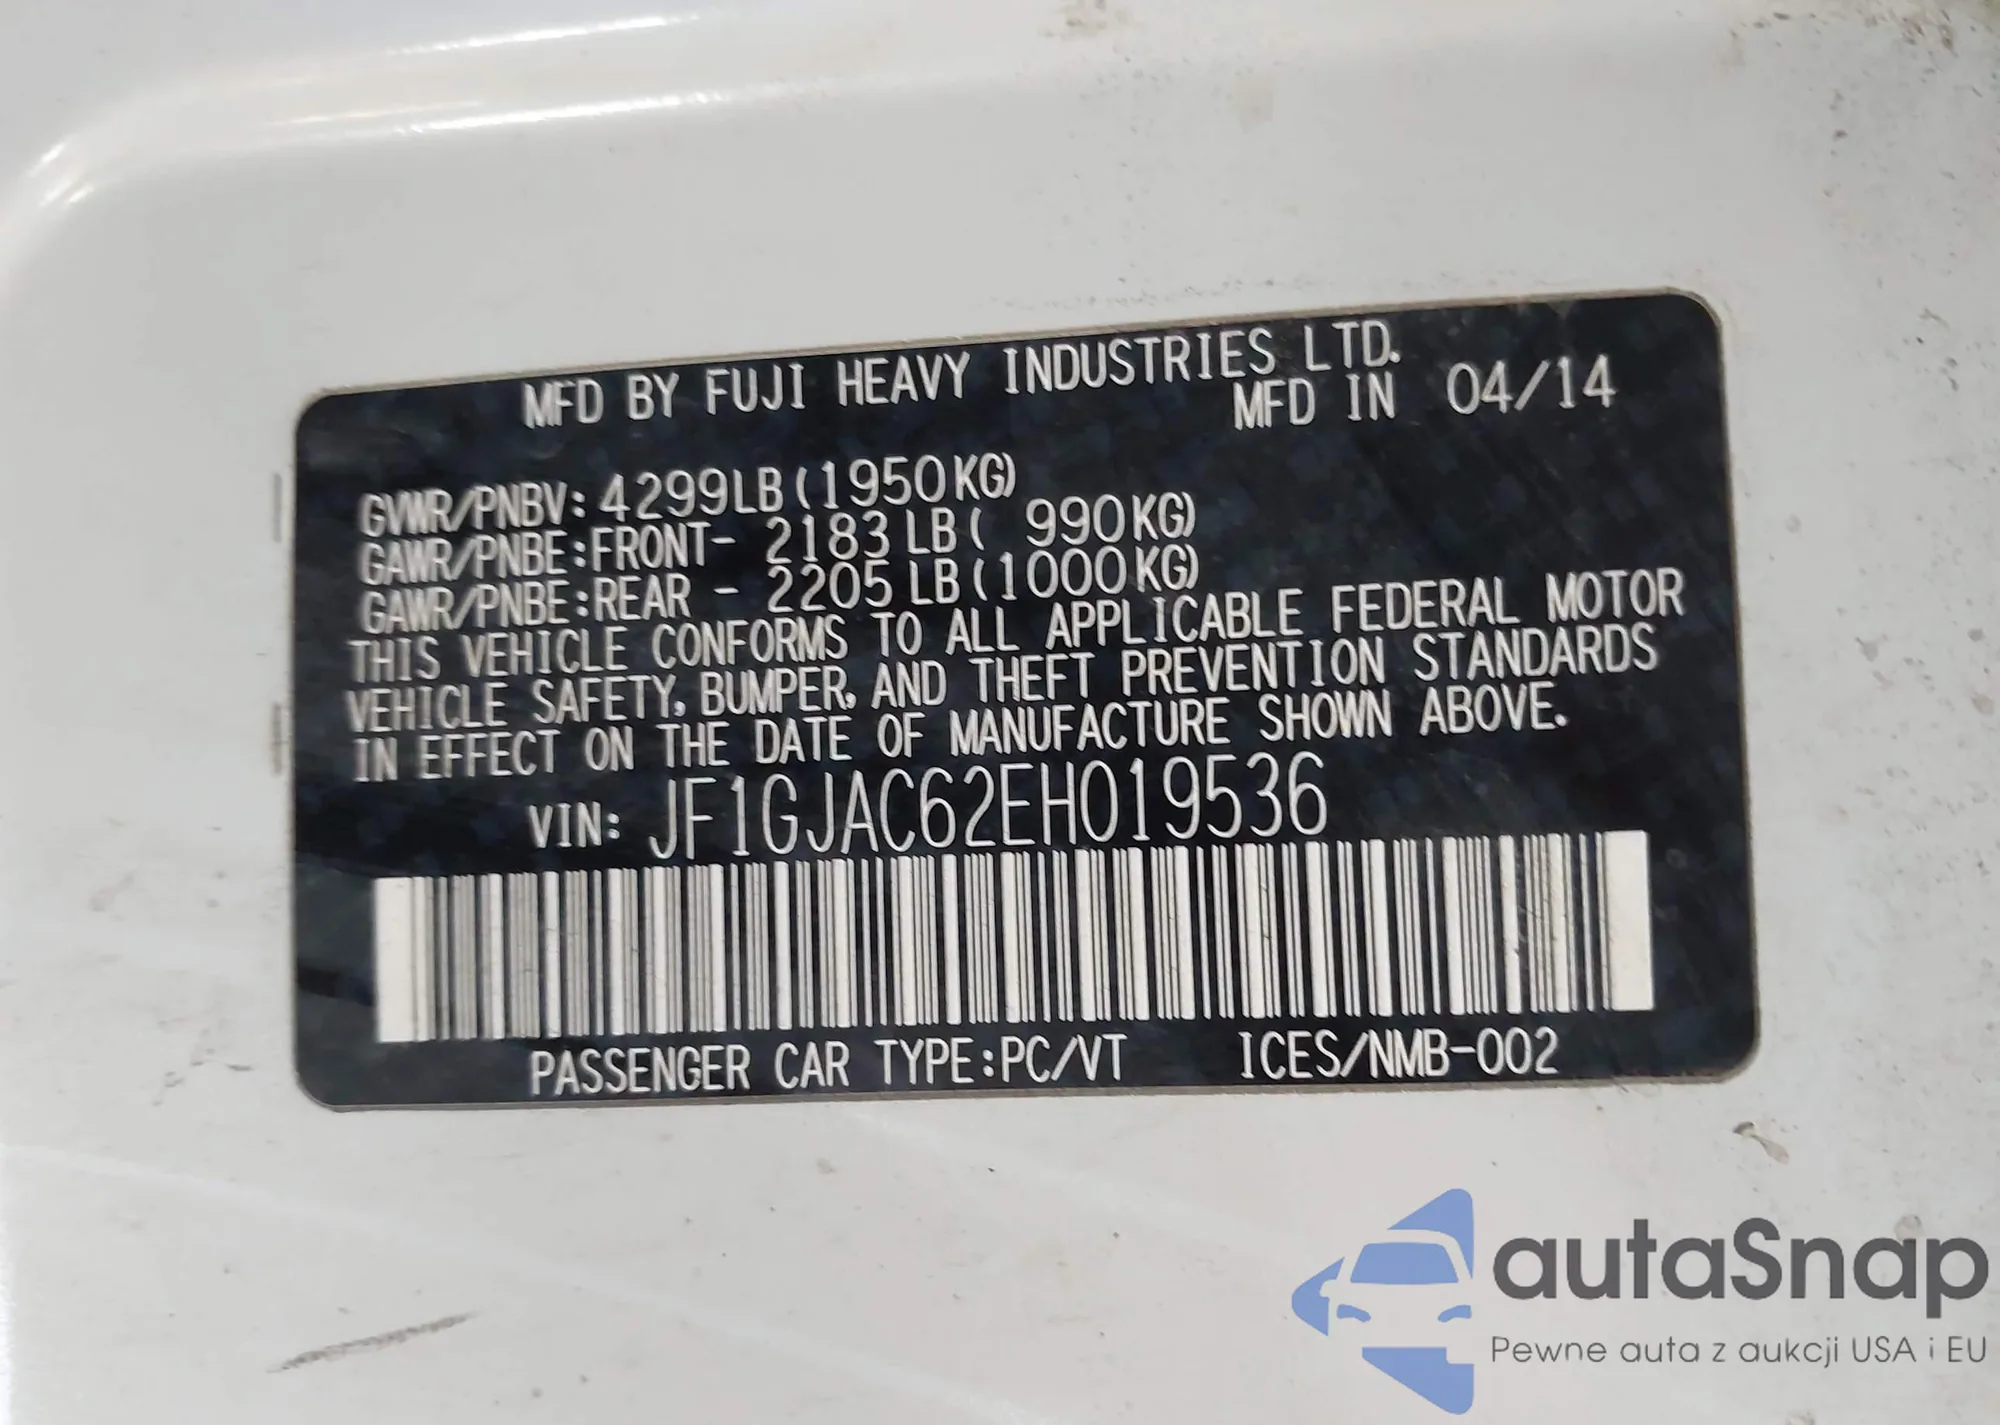 MFD BY FUJI HEAVY INDUSTRIES LTD.
MFD IN 04/14
GVWR/PNBV: 4299LB(1950KG)
GAWR/PNBE:FRONT- 2183LB( 990KG)
GAWR/PNBE:REAR - 2205LB(1000KG)
THIS VEHICLE CONFORMS TO ALL APPLICABLE FEDERAL MOTOR
VEHICLE SAFETY, BUMPER, AND THEFT PREVENTION STANDARDS
IN EFFECT ON THE DATE OF MANUFACTURE SHOWN ABOVE.
VIN: JF1GJAC62EH019536
PASSENGER CAR TYPE:PC/VT ICES/NMB-002
autaSnap
Pewne auta z aukcji USA i EU